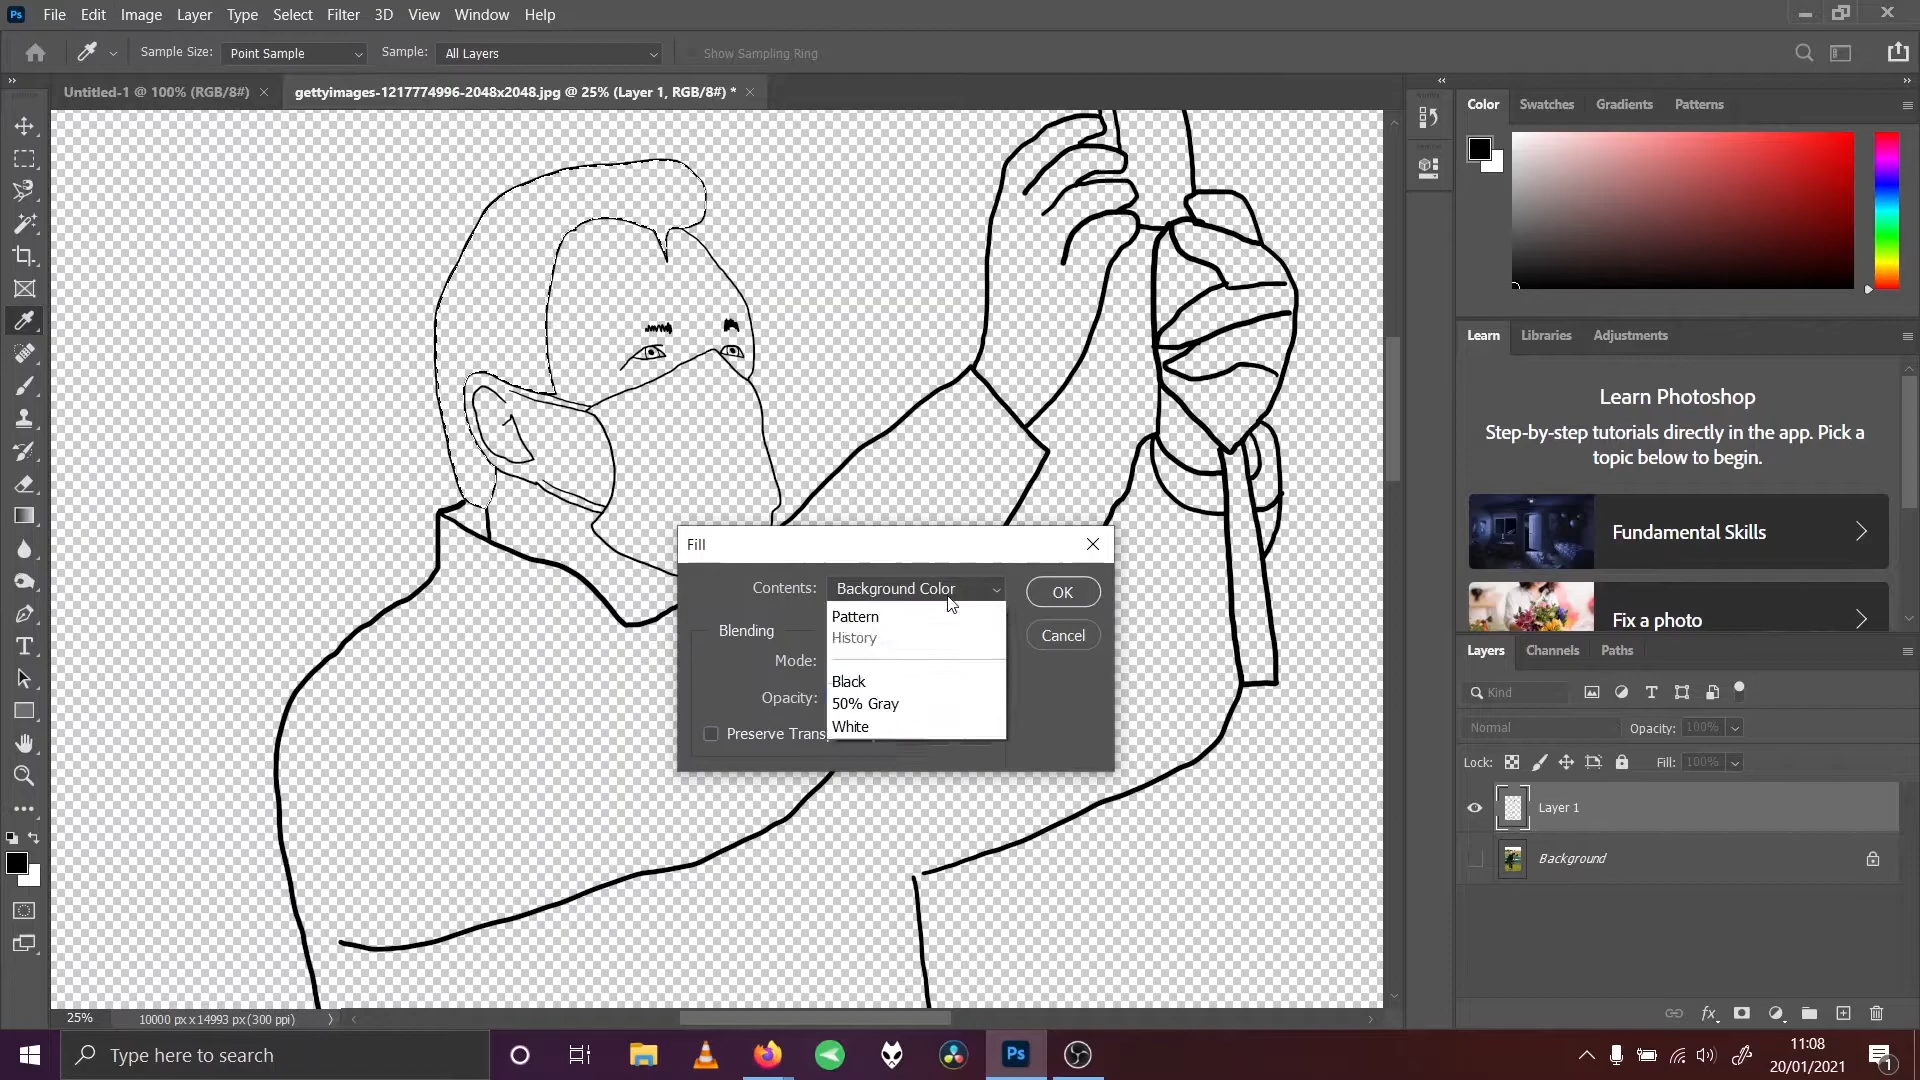 Ps File Edit Image Layer Type Select Filter 3D View Window Help
Sample Size: Point Sample Sample: All Layers Show Sampling Ring
Untitled-1 @ 100% (RGB/8#) gettyimages-1217774996-2048x2048.jpg @ 25% (Layer 1, RGB/8#) *
Color Swatches Gradients Patterns
Learn Libraries Adjustments
Learn Photoshop
Step-by-step tutorials directly in the app. Pick a
topic below to begin.
Fundamental Skills
Fix a photo
Fill
Contents: Background Color
OK
Pattern
History
Cancel
Blending
Mode:
Black
Opacity:
50% Gray
White
Preserve Trans
Layers Channels Paths
Kind
Normal Opacity: 100%
Lock: Fill: 100%
Layer 1
Background
fx
25% 10000 px x 14993 px (300 ppi)
Type here to search
Ps
11:08
20/01/2021
1